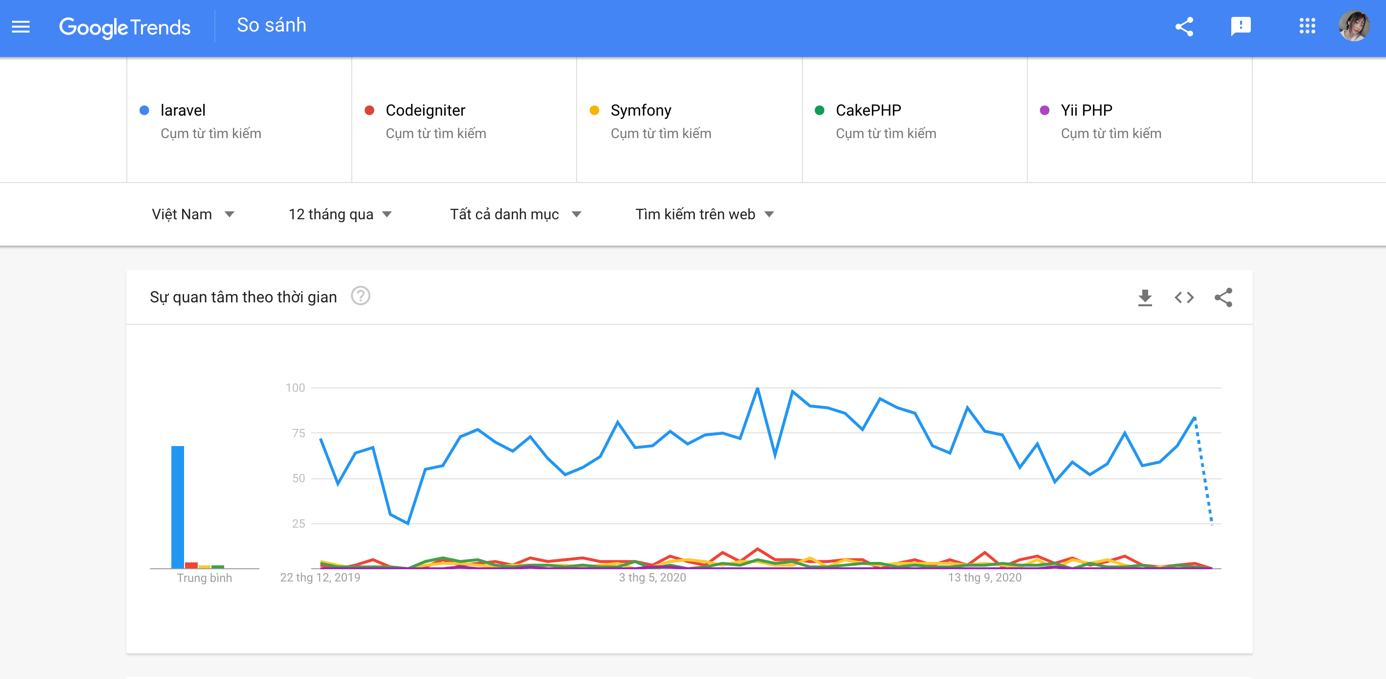 Google Trends So sánh
laravel
Cụm từ tìm kiếm
Codeigniter
Cụm từ tìm kiếm
Symfony
Cụm từ tìm kiếm
CakePHP
Cụm từ tìm kiếm
Yii PHP
Cụm từ tìm kiếm
Việt Nam 12 tháng qua Tất cả danh mục Tìm kiếm trên web
Sự quan tâm theo thời gian ?
100
75
50
25
Trung bình 22 thg 12, 2019 3 thg 5, 2020 13 thg 9, 2020